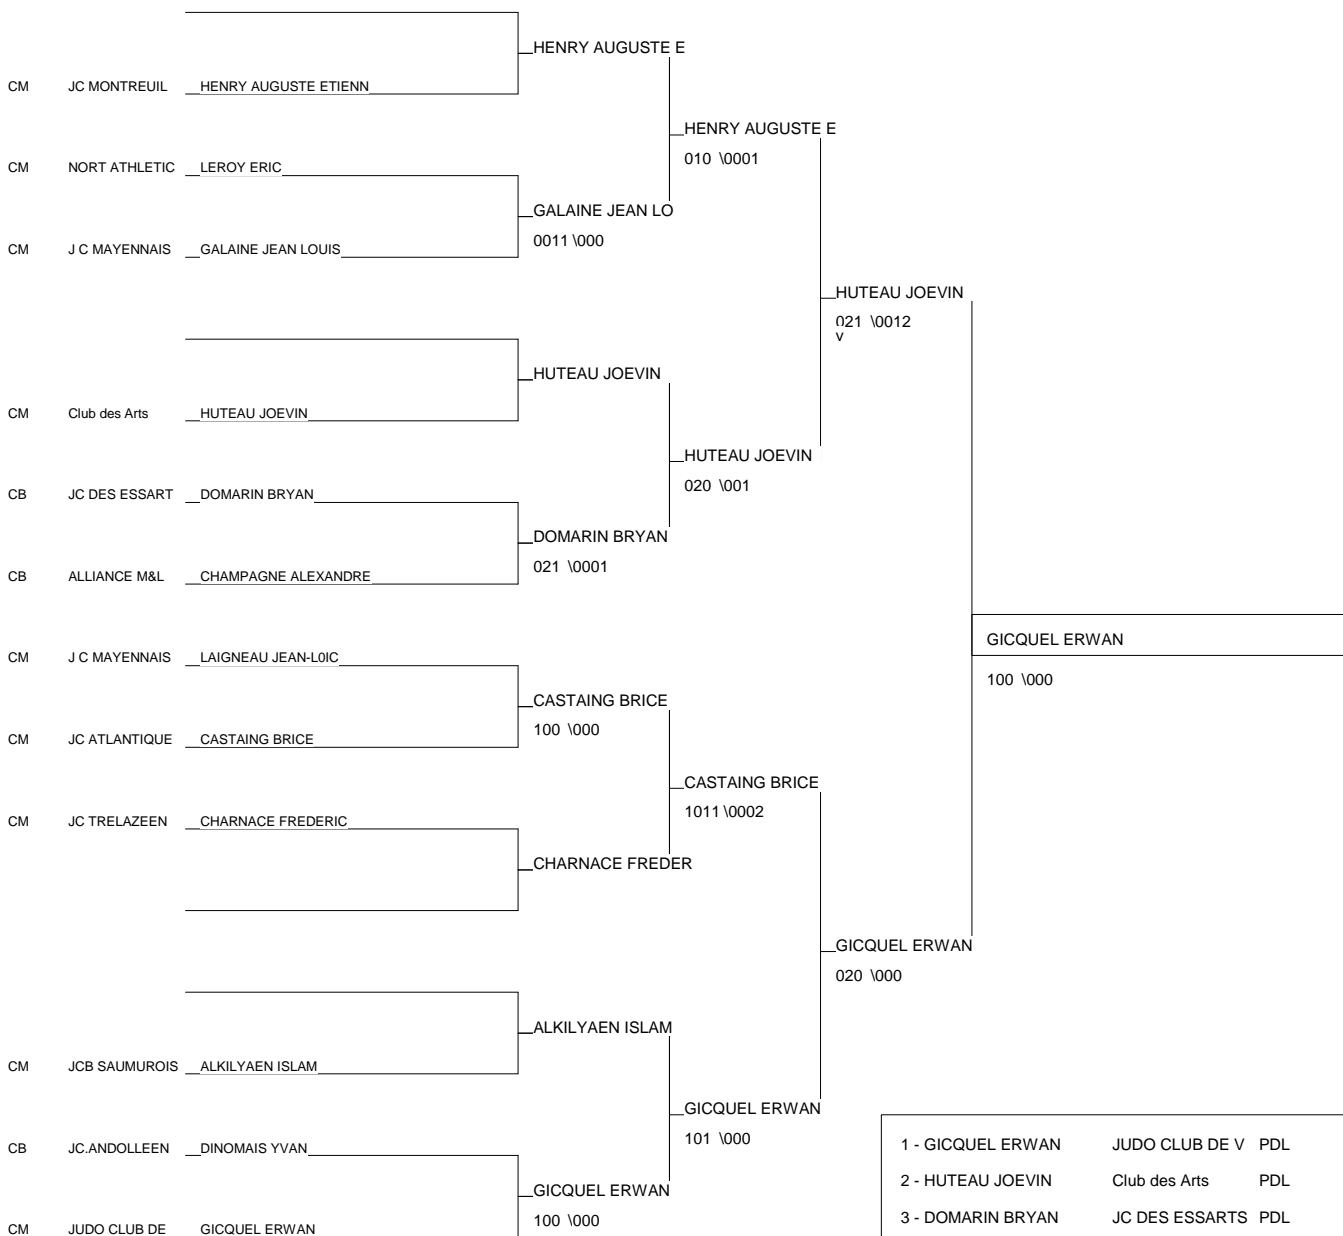 HENRY AUGUSTE E
CM JC MONTREUIL HENRY AUGUSTE ETIENN
HENRY AUGUSTE E
010 \0001
CM NORT ATHLETIC LEROY ERIC
GALAINE JEAN LO
0011 \000
CM J C MAYENNAIS GALAINE JEAN LOUIS
HUTEAU JOEVIN
021 \0012
V
HUTEAU JOEVIN
CM Club des Arts HUTEAU JOEVIN
HUTEAU JOEVIN
020 \001
CB JC DES ESSART DOMARIN BRYAN
DOMARIN BRYAN
021 \0001
CB ALLIANCE M&L CHAMPAGNE ALEXANDRE
GICQUEL ERWAN
100 \000
CM J C MAYENNAIS LAIGNEAU JEAN-L0IC
CASTAING BRICE
100 \000
CM JC ATLANTIQUE CASTAING BRICE
CASTAING BRICE
1011 \0002
CM JC TRELAZEEN CHARNACE FREDERIC
CHARNACE FREDER
GICQUEL ERWAN
020 \000
ALKILYAEN ISLAM
CM JCB SAUMUROIS ALKILYAEN ISLAM
GICQUEL ERWAN
101 \000
CB JC.ANDOLLEEN DINOMAIS YVAN
GICQUEL ERWAN
100 \000
CM JUDO CLUB DE GICQUEL ERWAN
1 - GICQUEL ERWAN JUDO CLUB DE V PDL
2 - HUTEAU JOEVIN Club des Arts PDL
3 - DOMARIN BRYAN JC DES ESSARTS PDL